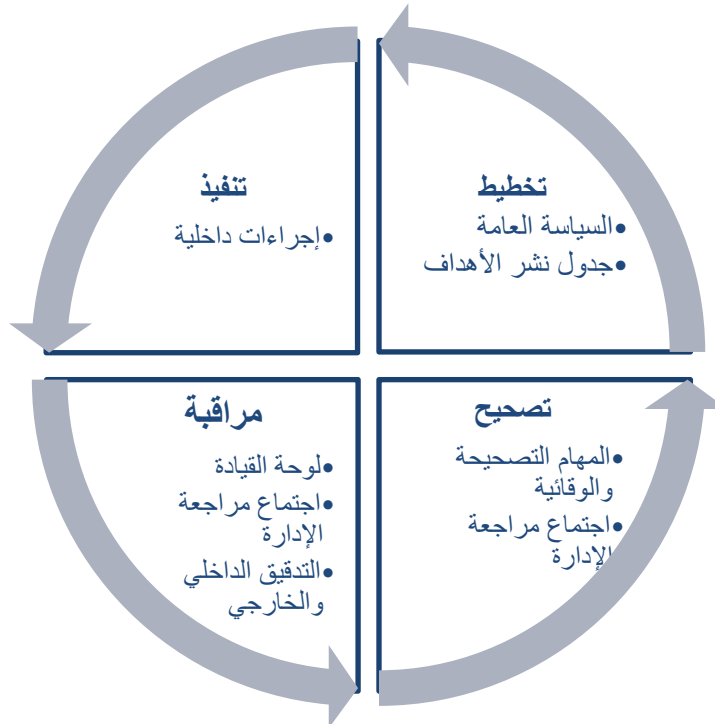 تخطيط
•السياسة العامة
•جدول نشر الأهداف
تنفيذ
•إجراءات داخلية
مراقبة
•لوحة القيادة
•اجتماع مراجعة
الإدارة
•التدقيق الداخلي
والخارجي
تصحيح
•المهام التصحيحة
والوقائية
•اجتماع مراجعة
الإدارة